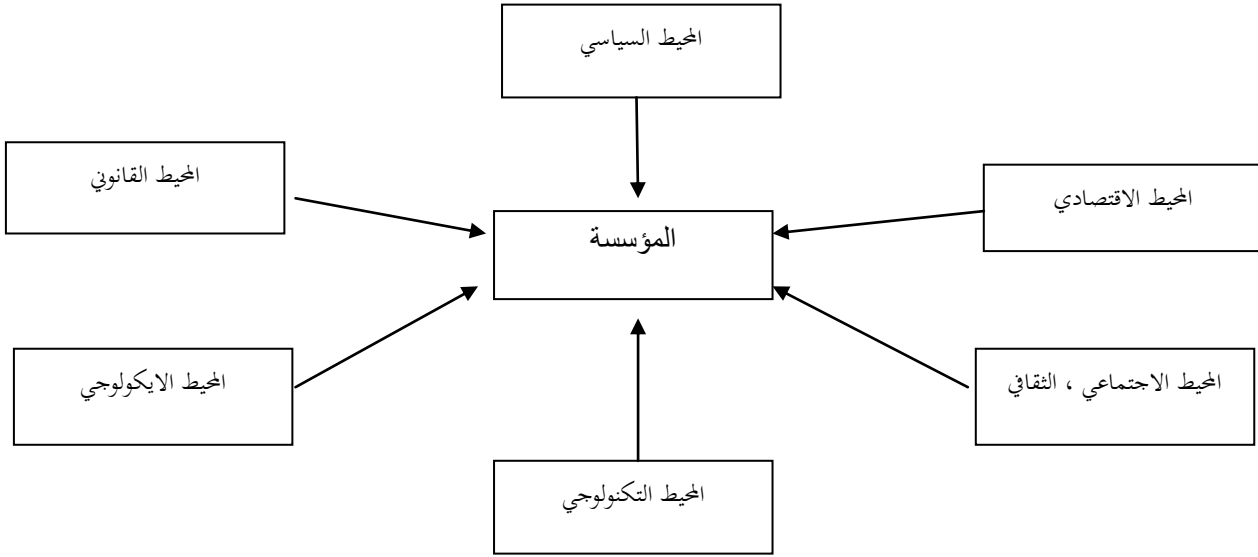 المحيط السياسي
المحيط القانوني
المحيط الاقتصادي
المؤسسة
المحيط الايكولوجي
المحيط الاجتماعي ، الثقافي
المحيط التكنولوجي